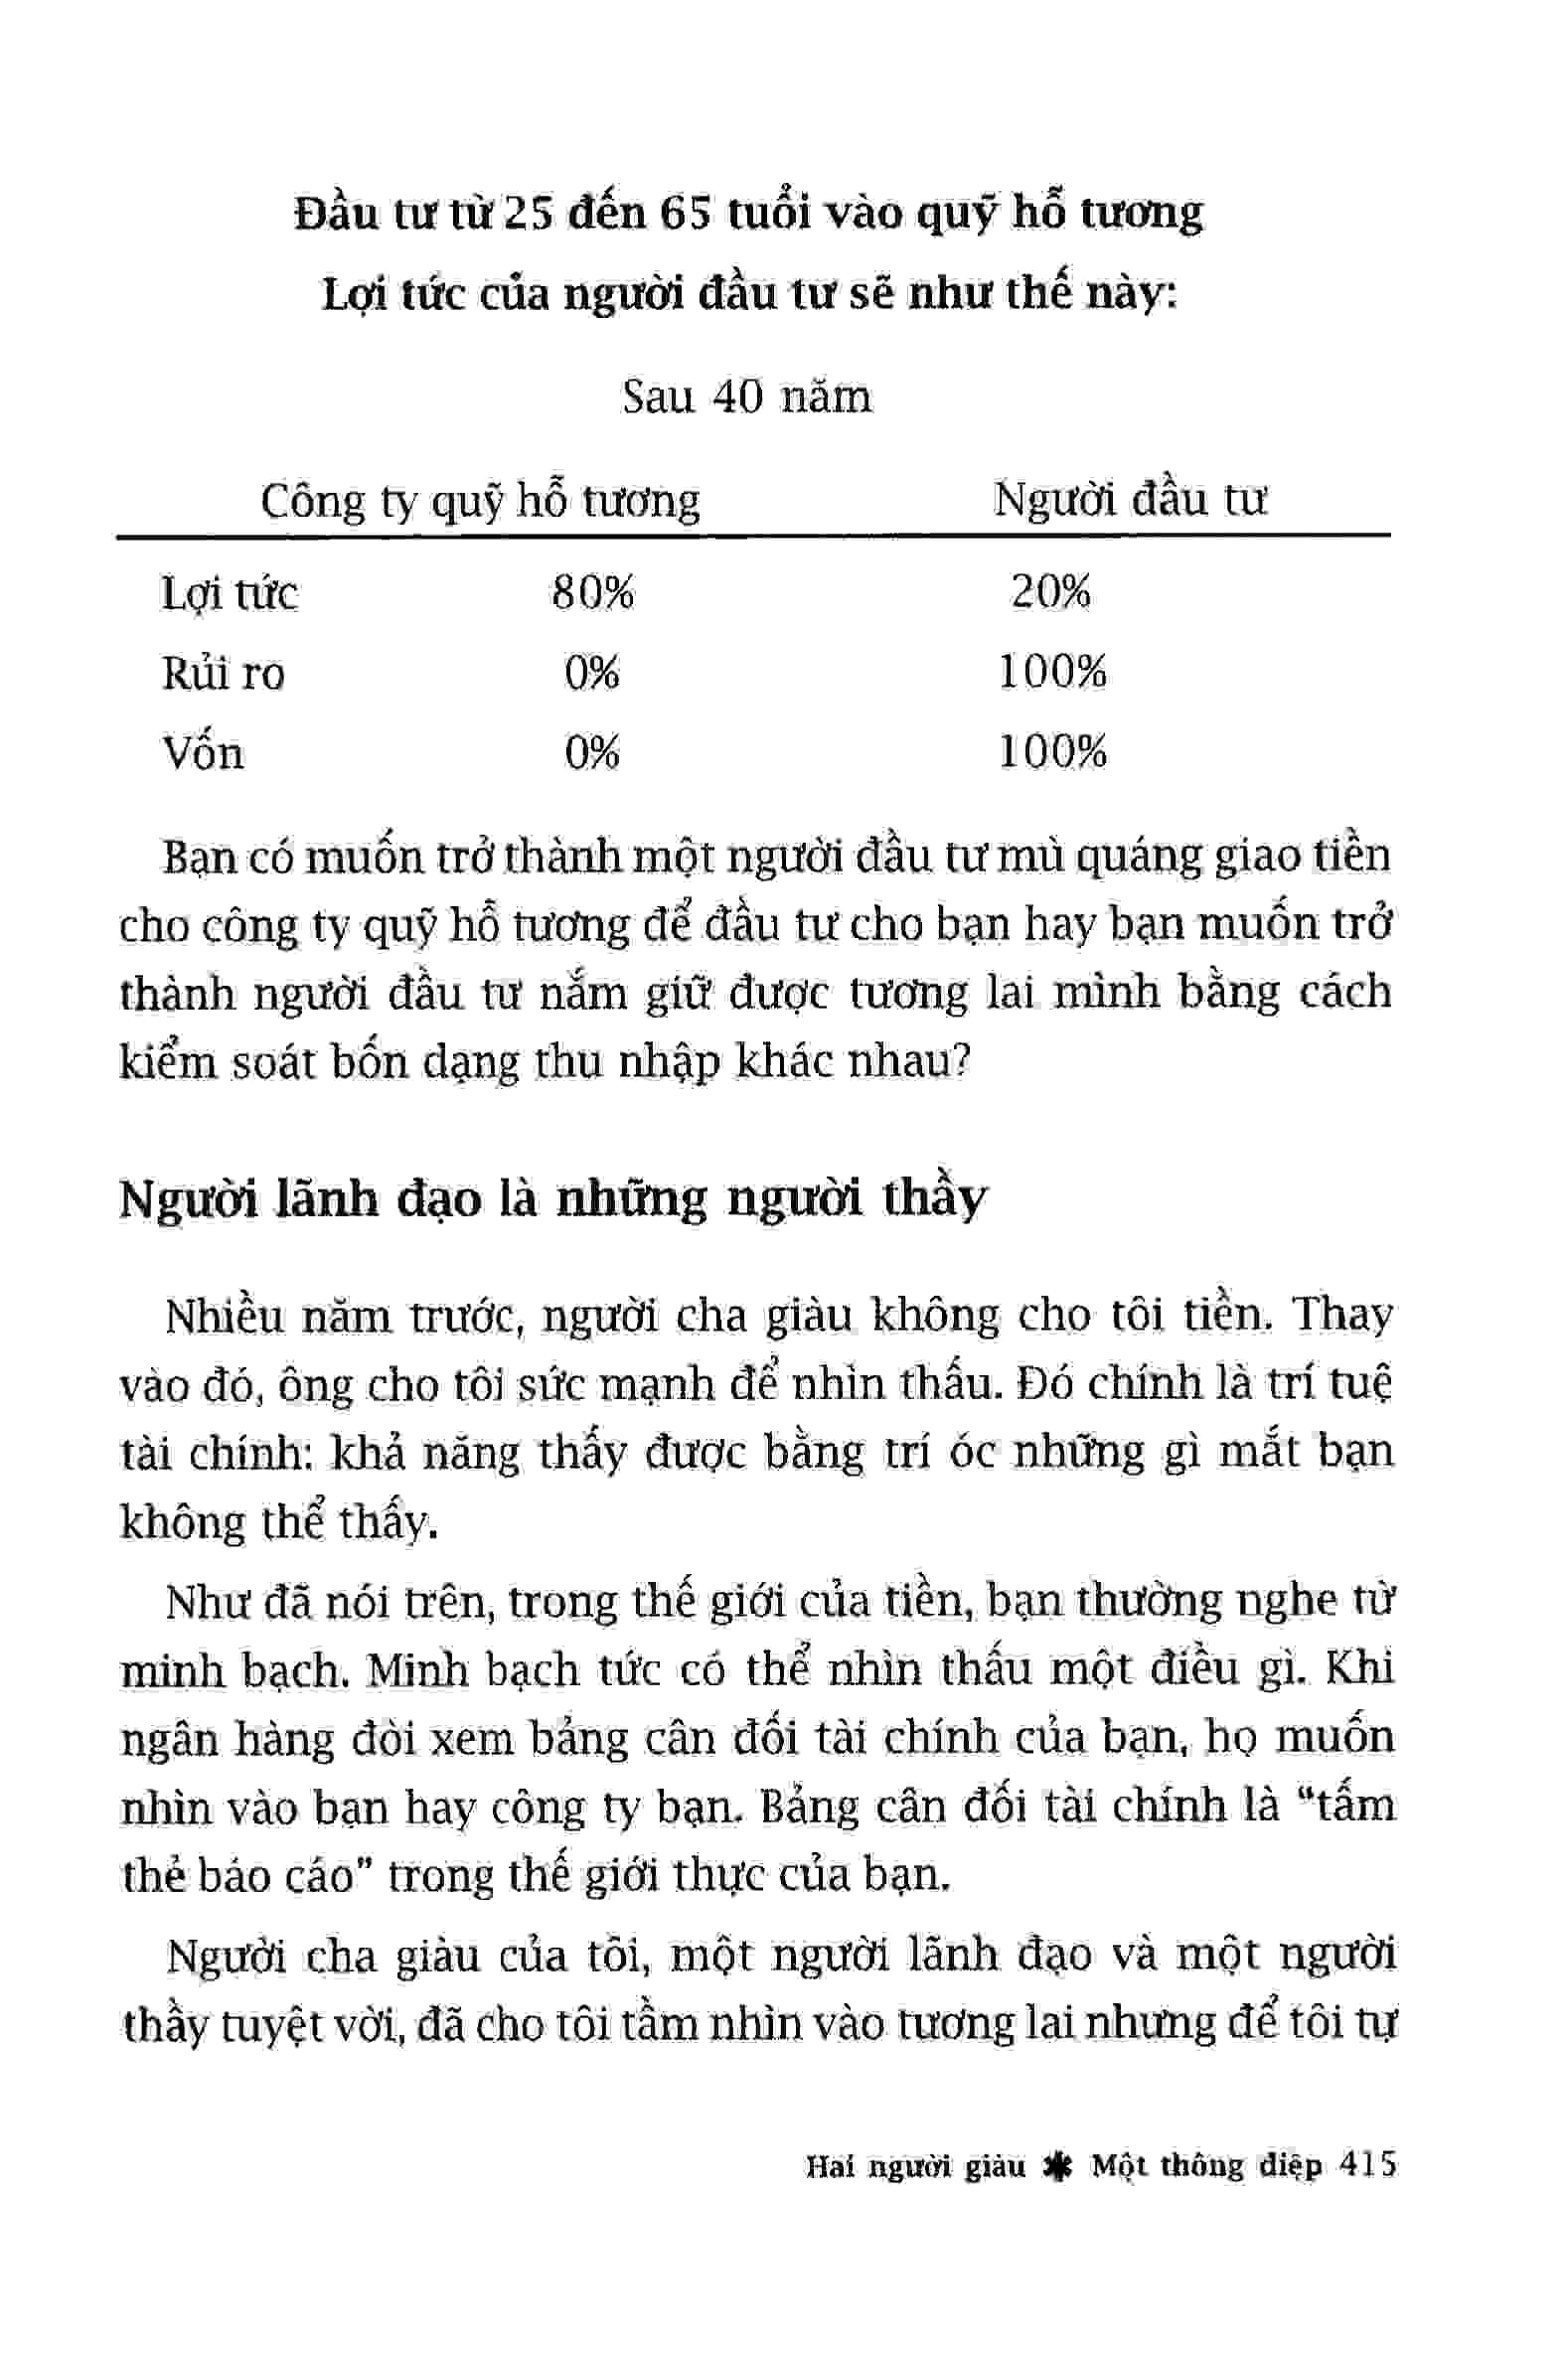 Đầu tư từ 25 đến 65 tuổi vào quỹ hỗ tương
Lợi tức của người đầu tư sẽ như thế này:
Sau 40 năm
Công ty quỹ hỗ tương Người đầu tư
Lợi tức 80% 20%
Rủi ro 0% 100%
Vốn 0% 100%
Bạn có muốn trở thành một người đầu tư mù quáng giao tiền
cho công ty quỹ hỗ tương để đầu tư cho bạn hay bạn muốn trở
thành người đầu tư nắm giữ được tương lai mình bằng cách
kiểm soát bốn dạng thu nhập khác nhau?
Người lãnh đạo là những người thầy
Nhiều năm trước, người cha giàu không cho tôi tiền. Thay
vào đó, ông cho tôi sức mạnh để nhìn thấu. Đó chính là trí tuệ
tài chính: khả năng thấy được bằng trí óc những gì mắt bạn
không thể thấy.
Như đã nói trên, trong thế giới của tiền, bạn thường nghe từ
minh bạch. Minh bạch tức có thể nhìn thấu một điều gì. Khi
ngân hàng đòi xem bảng cân đối tài chính của bạn, họ muốn
nhìn vào bạn hay công ty bạn. Bảng cân đối tài chính là “tấm
thẻ báo cáo” trong thế giới thực của bạn.
Người cha giàu của tôi, một người lãnh đạo và một người
thầy tuyệt vời, đã cho tôi tầm nhìn vào tương lai nhưng để tôi tự
Hai người giàu ✱ Một thông điệp 415